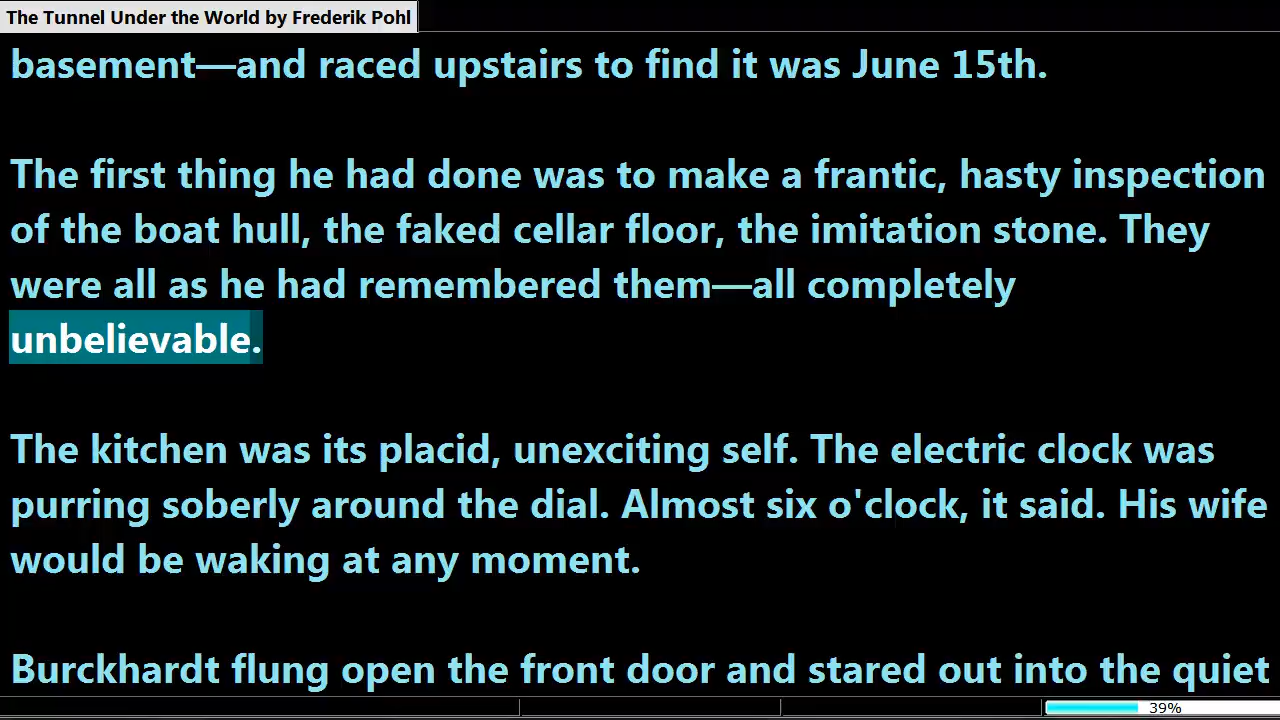 The Tunnel Under the World by Frederik Pohl
basement—and raced upstairs to find it was June 15th.
The first thing he had done was to make a frantic, hasty inspection
of the boat hull, the faked cellar floor, the imitation stone. They
were all as he had remembered them—all completely
unbelievable.
The kitchen was its placid, unexciting self. The electric clock was
purring soberly around the dial. Almost six o'clock, it said. His wife
would be waking at any moment.
Burckhardt flung open the front door and stared out into the quiet
39%